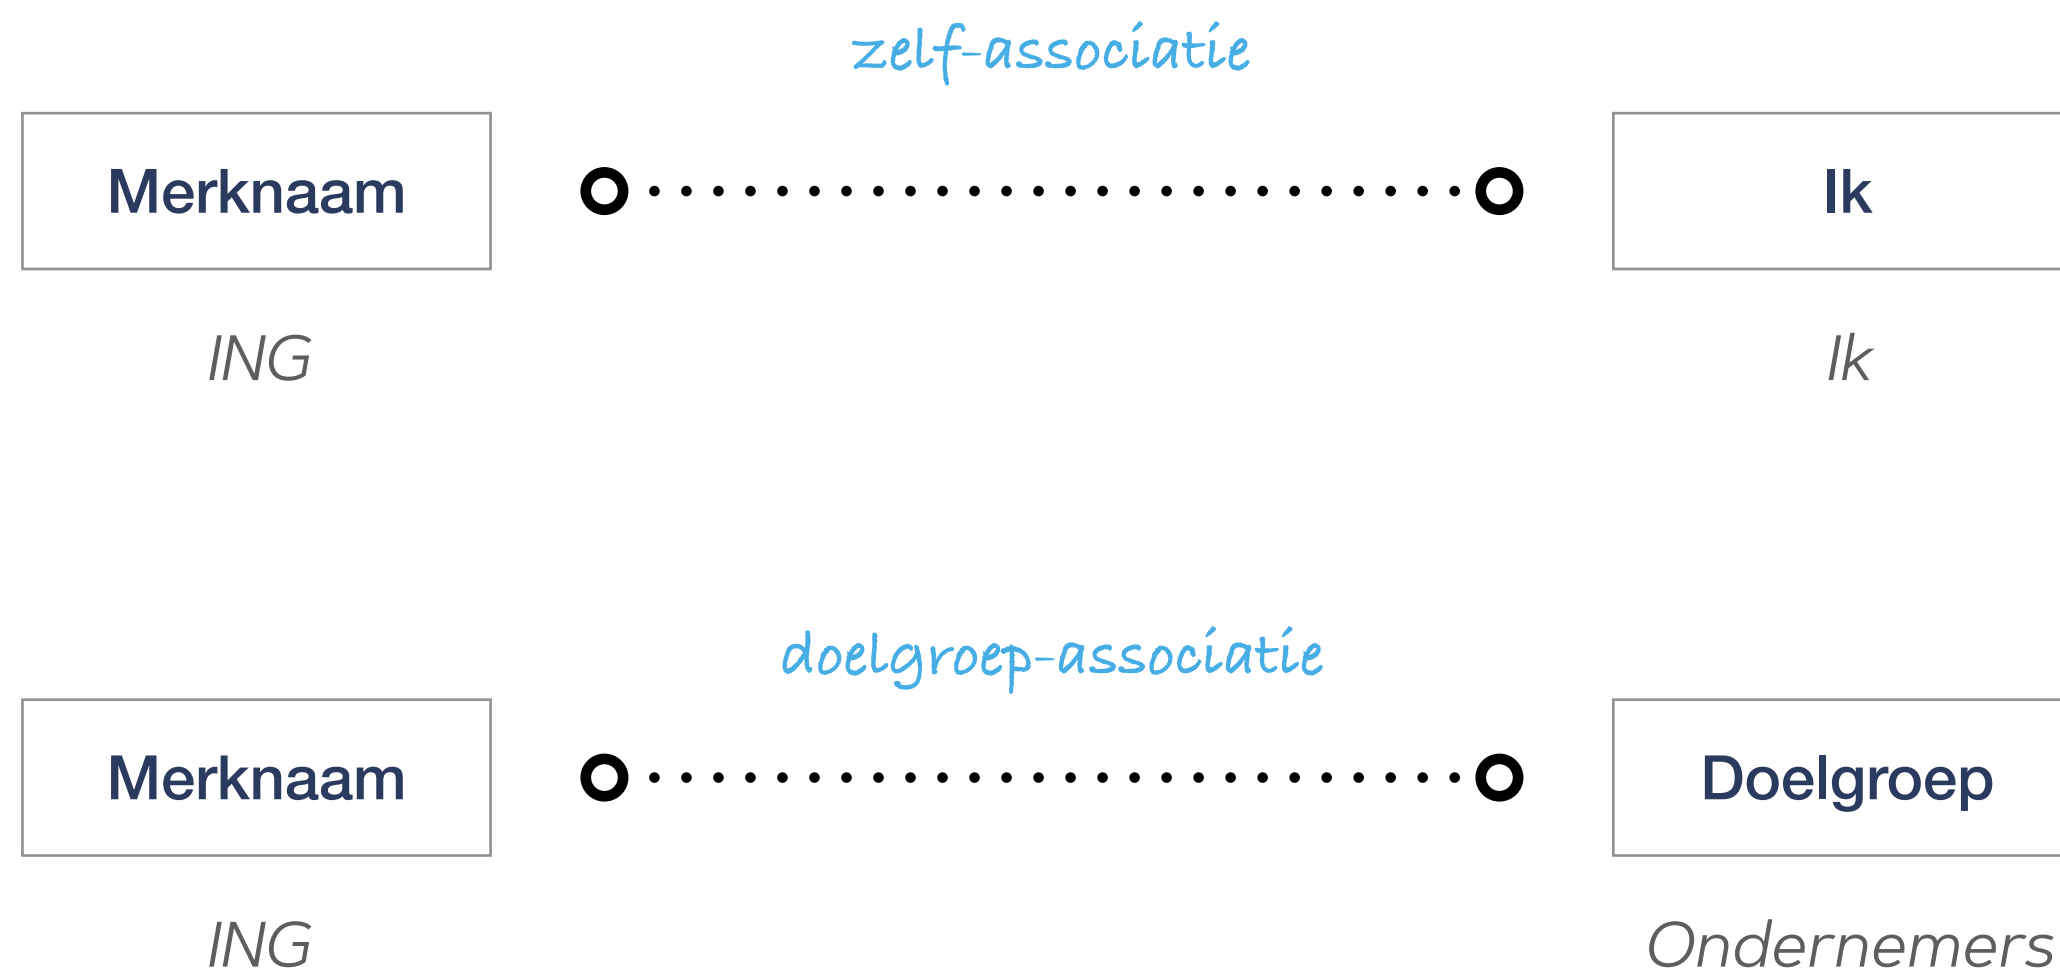 zelf-associatie
Merknaam
Ik
ING
Ik
doelgroep-associatie
Merknaam
Doelgroep
ING
Ondernemers